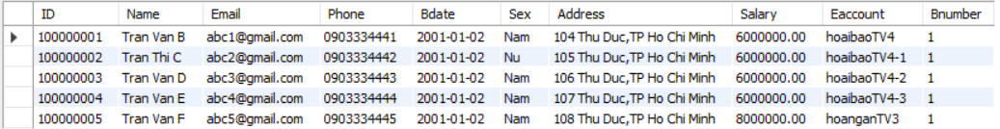 ID Name Email Phone Bdate Sex Address Salary Eaccount Bnumber
100000001 Tran Van B abc1@gmail.com 0903334441 2001-01-02 Nam 104 Thu Duc,TP Ho Chi Minh 6000000.00 hoaibaoTV4 1
100000002 Tran Thi C abc2@gmail.com 0903334442 2001-01-02 Nu 105 Thu Duc,TP Ho Chi Minh 6000000.00 hoaibaoTV4-1 1
100000003 Tran Van D abc3@gmail.com 0903334443 2001-01-02 Nam 106 Thu Duc,TP Ho Chi Minh 6000000.00 hoaibaoTV4-2 1
100000004 Tran Van E abc4@gmail.com 0903334444 2001-01-02 Nam 107 Thu Duc,TP Ho Chi Minh 6000000.00 hoaibaoTV4-3 1
100000005 Tran Van F abc5@gmail.com 0903334445 2001-01-02 Nam 108 Thu Duc,TP Ho Chi Minh 8000000.00 hoanganTV3 1